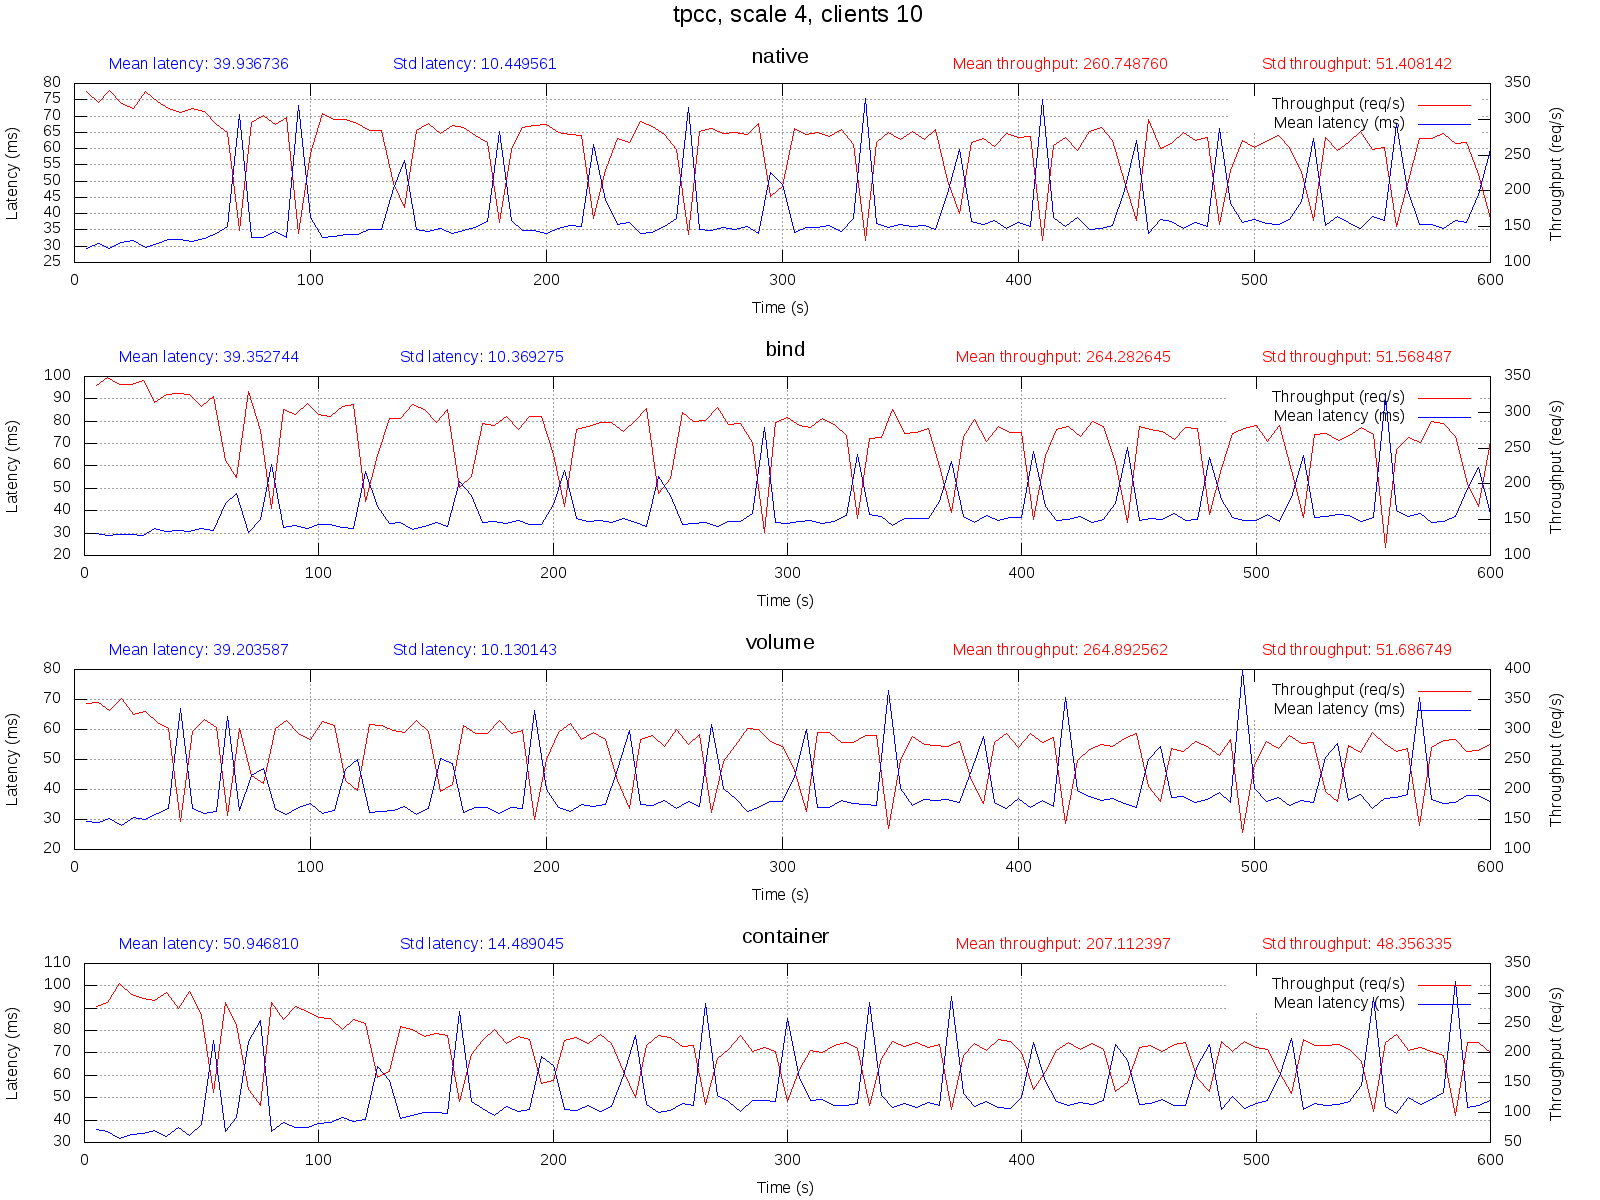 tpcc, scale 4, clients 10
native
Mean latency: 39.936736 Std latency: 10.449561 Mean throughput: 260.748760 Std throughput: 51.408142
Latency (ms)
80
75
70
65
60
55
50
45
40
35
30
25
Throughput (req/s)
Mean latency (ms)
350
300
250
200
150
100
Throughput (req/s)
0 100 200 300 400 500 600
Time (s)
bind
Mean latency: 39.352744 Std latency: 10.369275 Mean throughput: 264.282645 Std throughput: 51.568487
Latency (ms)
100
90
80
70
60
50
40
30
20
Throughput (req/s)
Mean latency (ms)
350
300
250
200
150
100
Throughput (req/s)
0 100 200 300 400 500 600
Time (s)
volume
Mean latency: 39.203587 Std latency: 10.130143 Mean throughput: 264.892562 Std throughput: 51.686749
Latency (ms)
80
70
60
50
40
30
20
Throughput (req/s)
Mean latency (ms)
400
350
300
250
200
150
100
Throughput (req/s)
0 100 200 300 400 500 600
Time (s)
container
Mean latency: 50.946810 Std latency: 14.489045 Mean throughput: 207.112397 Std throughput: 48.356335
Latency (ms)
110
100
90
80
70
60
50
40
30
Throughput (req/s)
Mean latency (ms)
350
300
250
200
150
100
50
Throughput (req/s)
0 100 200 300 400 500 600
Time (s)